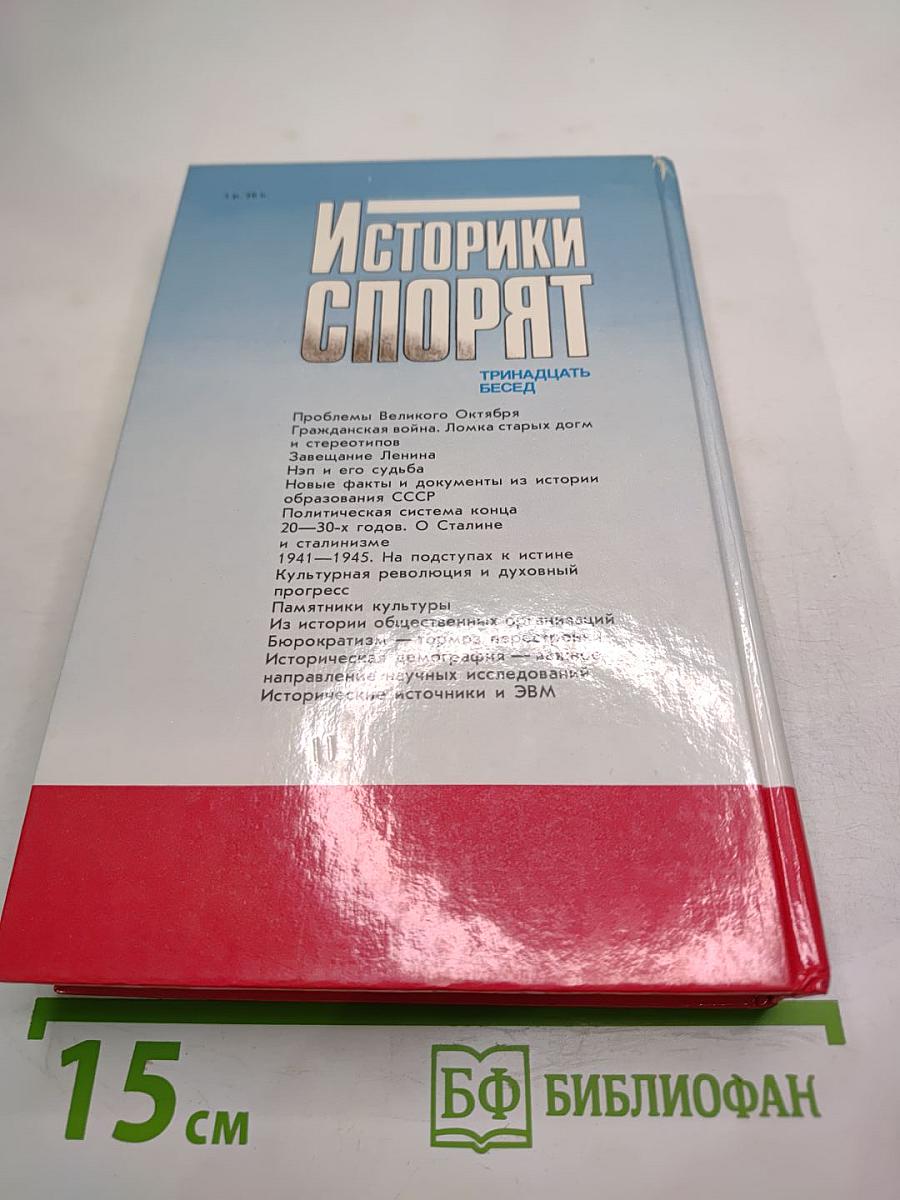 ИСТОРИКИ
СПОРЯТ
ТРИНАДЦАТЬ
БЕСЕД
Проблемы Великого Октября
Гражданская война. Ломка старых догм
и стереотипов
Завещание Ленина
Нэп и его судьба
Новые факты и документы из истории
образования СССР
Политическая система конца
20—30-х годов. О Сталине
и сталинизме
1941—1945. На подступах к истине
Культурная революция и духовный
прогресс
Памятники культуры
Из истории общественных организаций
Бюрократизм — тормоз перестройки
Историческая демография — важное
направление научных исследований
Исторические источники и ЭВМ
15 см
БФ БИБЛИОФАН